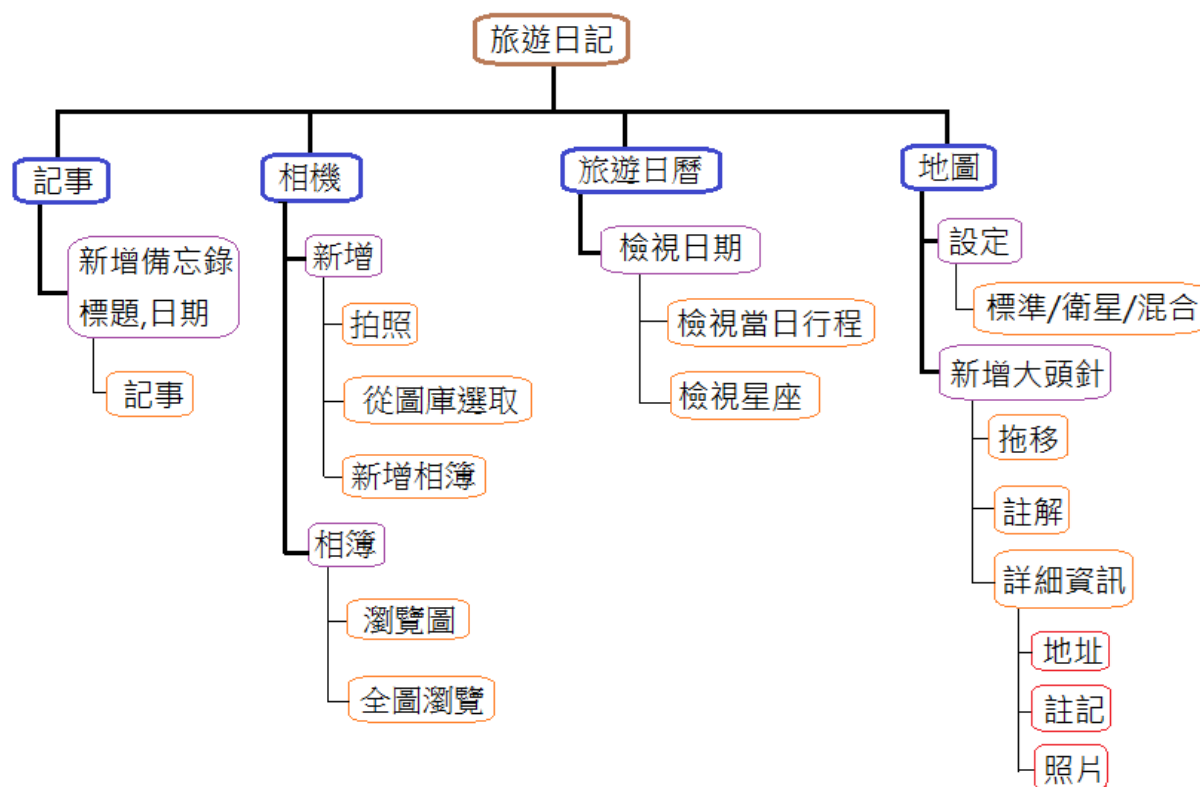 旅遊日記
記事
新增備忘錄
標題,日期
記事
相機
新增
拍照
從圖庫選取
新增相簿
相簿
瀏覽圖
全圖瀏覽
旅遊日曆
檢視日期
檢視當日行程
檢視星座
地圖
設定
標準/衛星/混合
新增大頭針
拖移
註解
詳細資訊
地址
註記
照片